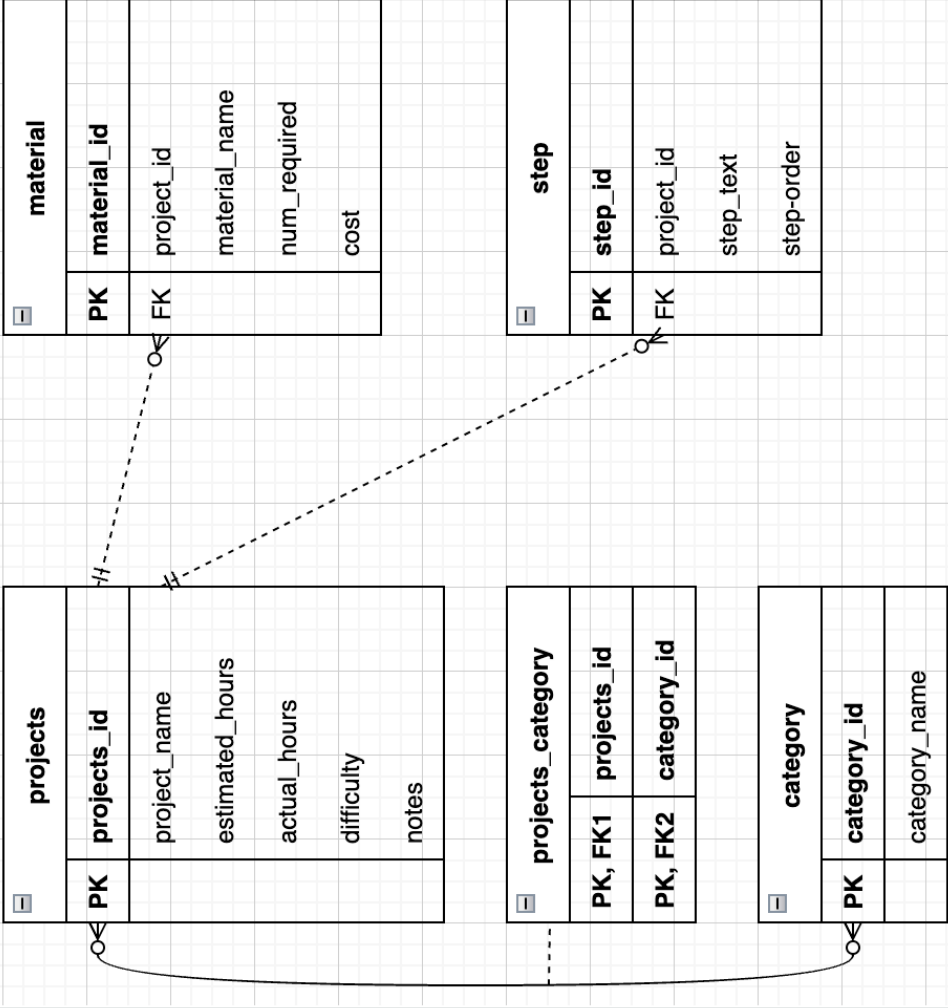 projects
PK projects_id
project_name
estimated_hours
actual_hours
difficulty
notes
material
PK material_id
FK project_id
material_name
num_required
cost
projects_category
PK, FK1 projects_id
PK, FK2 category_id
step
PK step_id
FK project_id
step_text
step-order
category
PK category_id
category_name